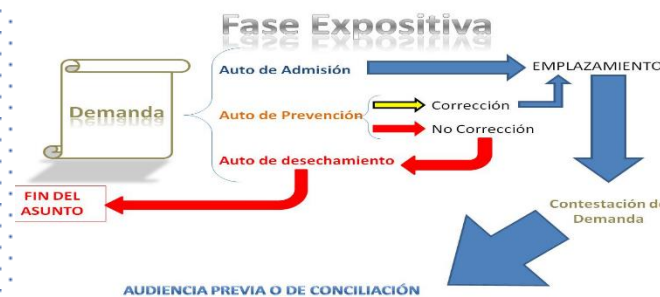 Fase Expositiva
Demanda
Auto de Admisión
EMPLAZAMIENTO
Auto de Prevención
Corrección
No Corrección
Auto de desechamiento
FIN DEL
ASUNTO
Contestación de
Demanda
AUDIENCIA PREVIA O DE CONCILIACIÓN